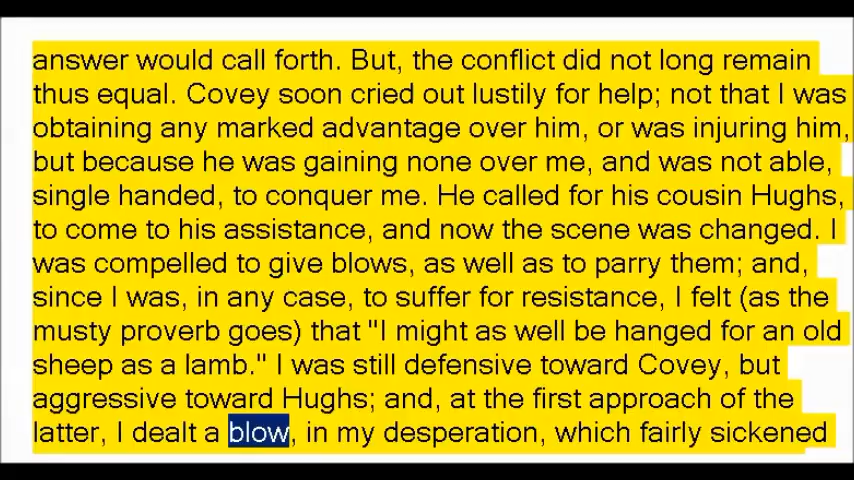 answer would call forth. But, the conflict did not long remain
thus equal. Covey soon cried out lustily for help; not that I was
obtaining any marked advantage over him, or was injuring him,
but because he was gaining none over me, and was not able,
single handed, to conquer me. He called for his cousin Hughs,
to come to his assistance, and now the scene was changed. I
was compelled to give blows, as well as to parry them; and,
since I was, in any case, to suffer for resistance, I felt (as the
musty proverb goes) that "I might as well be hanged for an old
sheep as a lamb." I was still defensive toward Covey, but
aggressive toward Hughs; and, at the first approach of the
latter, I dealt a blow, in my desperation, which fairly sickened